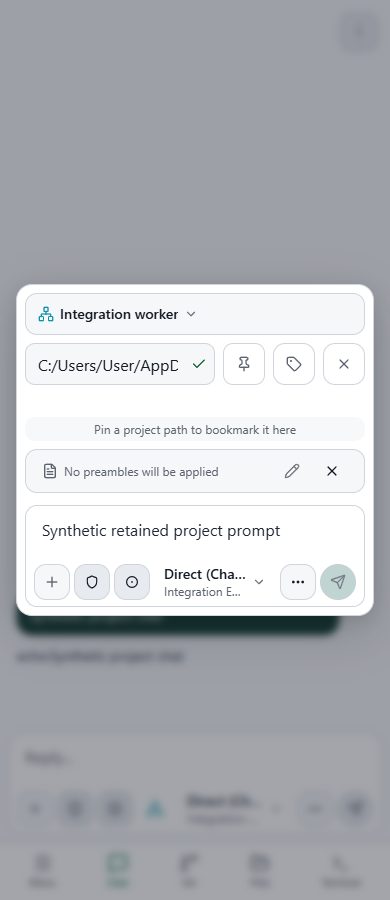 Integration worker
C:/Users/User/AppD
Pin a project path to bookmark it here
No preambles will be applied
Synthetic retained project prompt
Direct (Cha...
Integration E...
Reply...